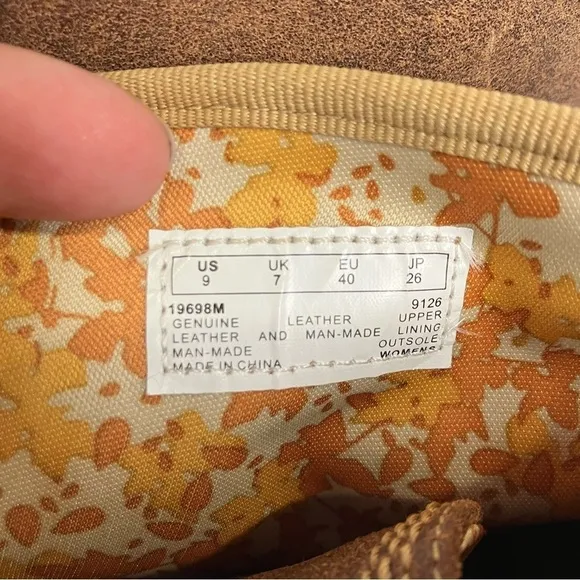 US UK EU JP
9 7 40 26
19698M 9126
GENUINE LEATHER UPPER
LEATHER AND MAN-MADE LINING
MAN-MADE OUTSOLE
MADE IN CHINA WOMENS